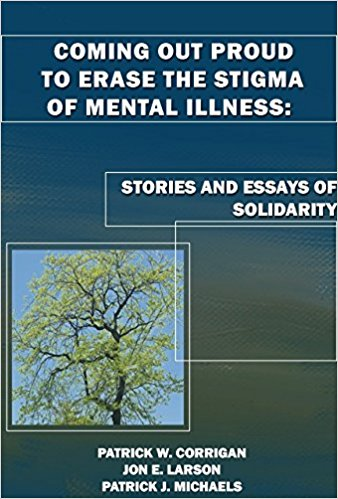 COMING OUT PROUD
TO ERASE THE STIGMA
OF MENTAL ILLNESS:
STORIES AND ESSAYS OF
SOLIDARITY
PATRICK W. CORRIGAN
JON E. LARSON
PATRICK J. MICHAELS